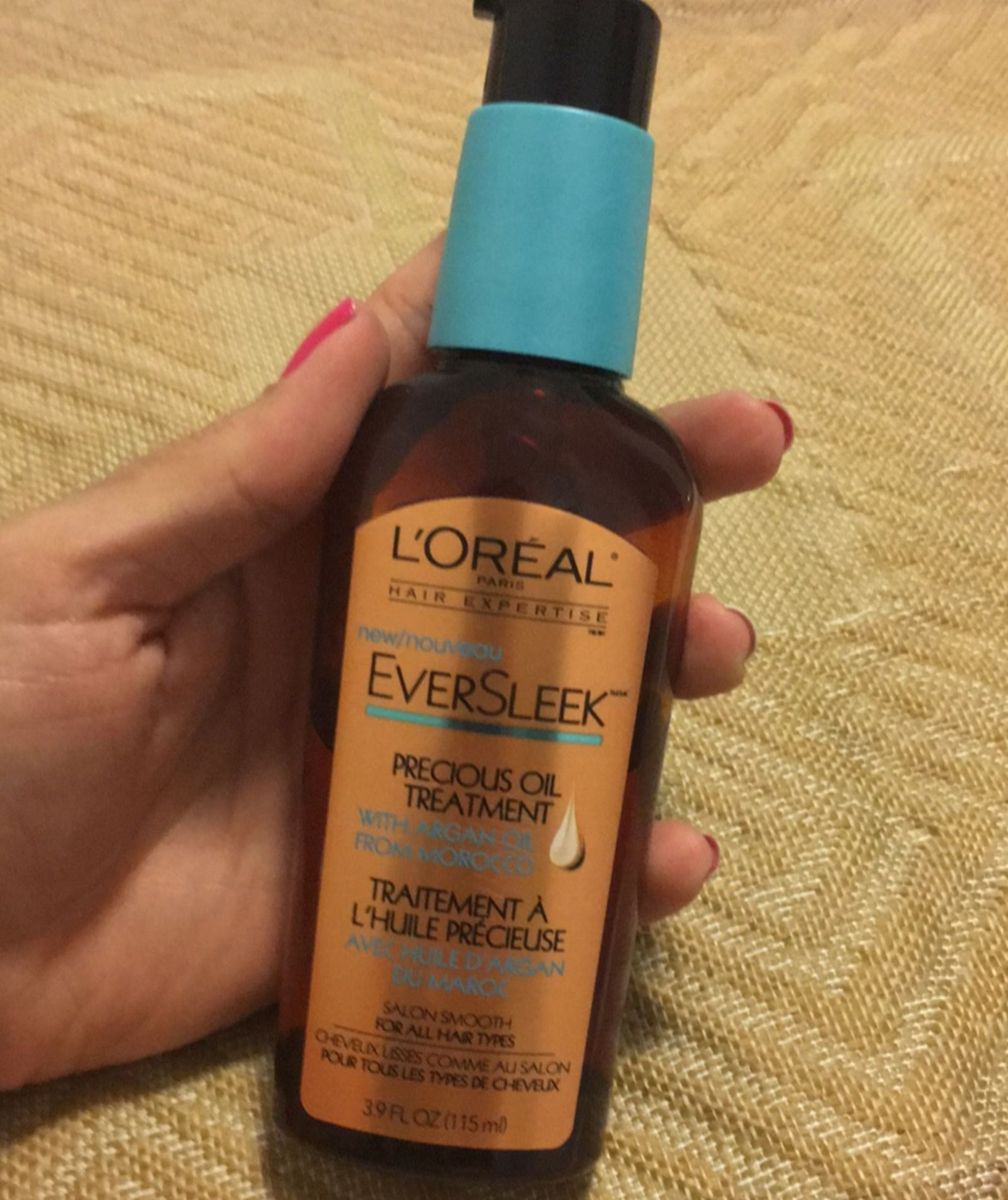 L'ORÉAL®
PARIS
HAIR EXPERTISE
new/nouveau
EVERSLEEK
PRECIOUS OIL
TREATMENT
WITH ARGAN OIL
FROM MOROCCO
TRAITEMENT À
L'HUILE PRÉCIEUSE
AVEC HUILE D'ARGAN
DU MAROC
SALON SMOOTH
FOR ALL HAIR TYPES
CHEVEUX LISSES COMME AU SALON
POUR TOUS LES TYPES DE CHEVEUX
3.9 FL OZ (115 ml)